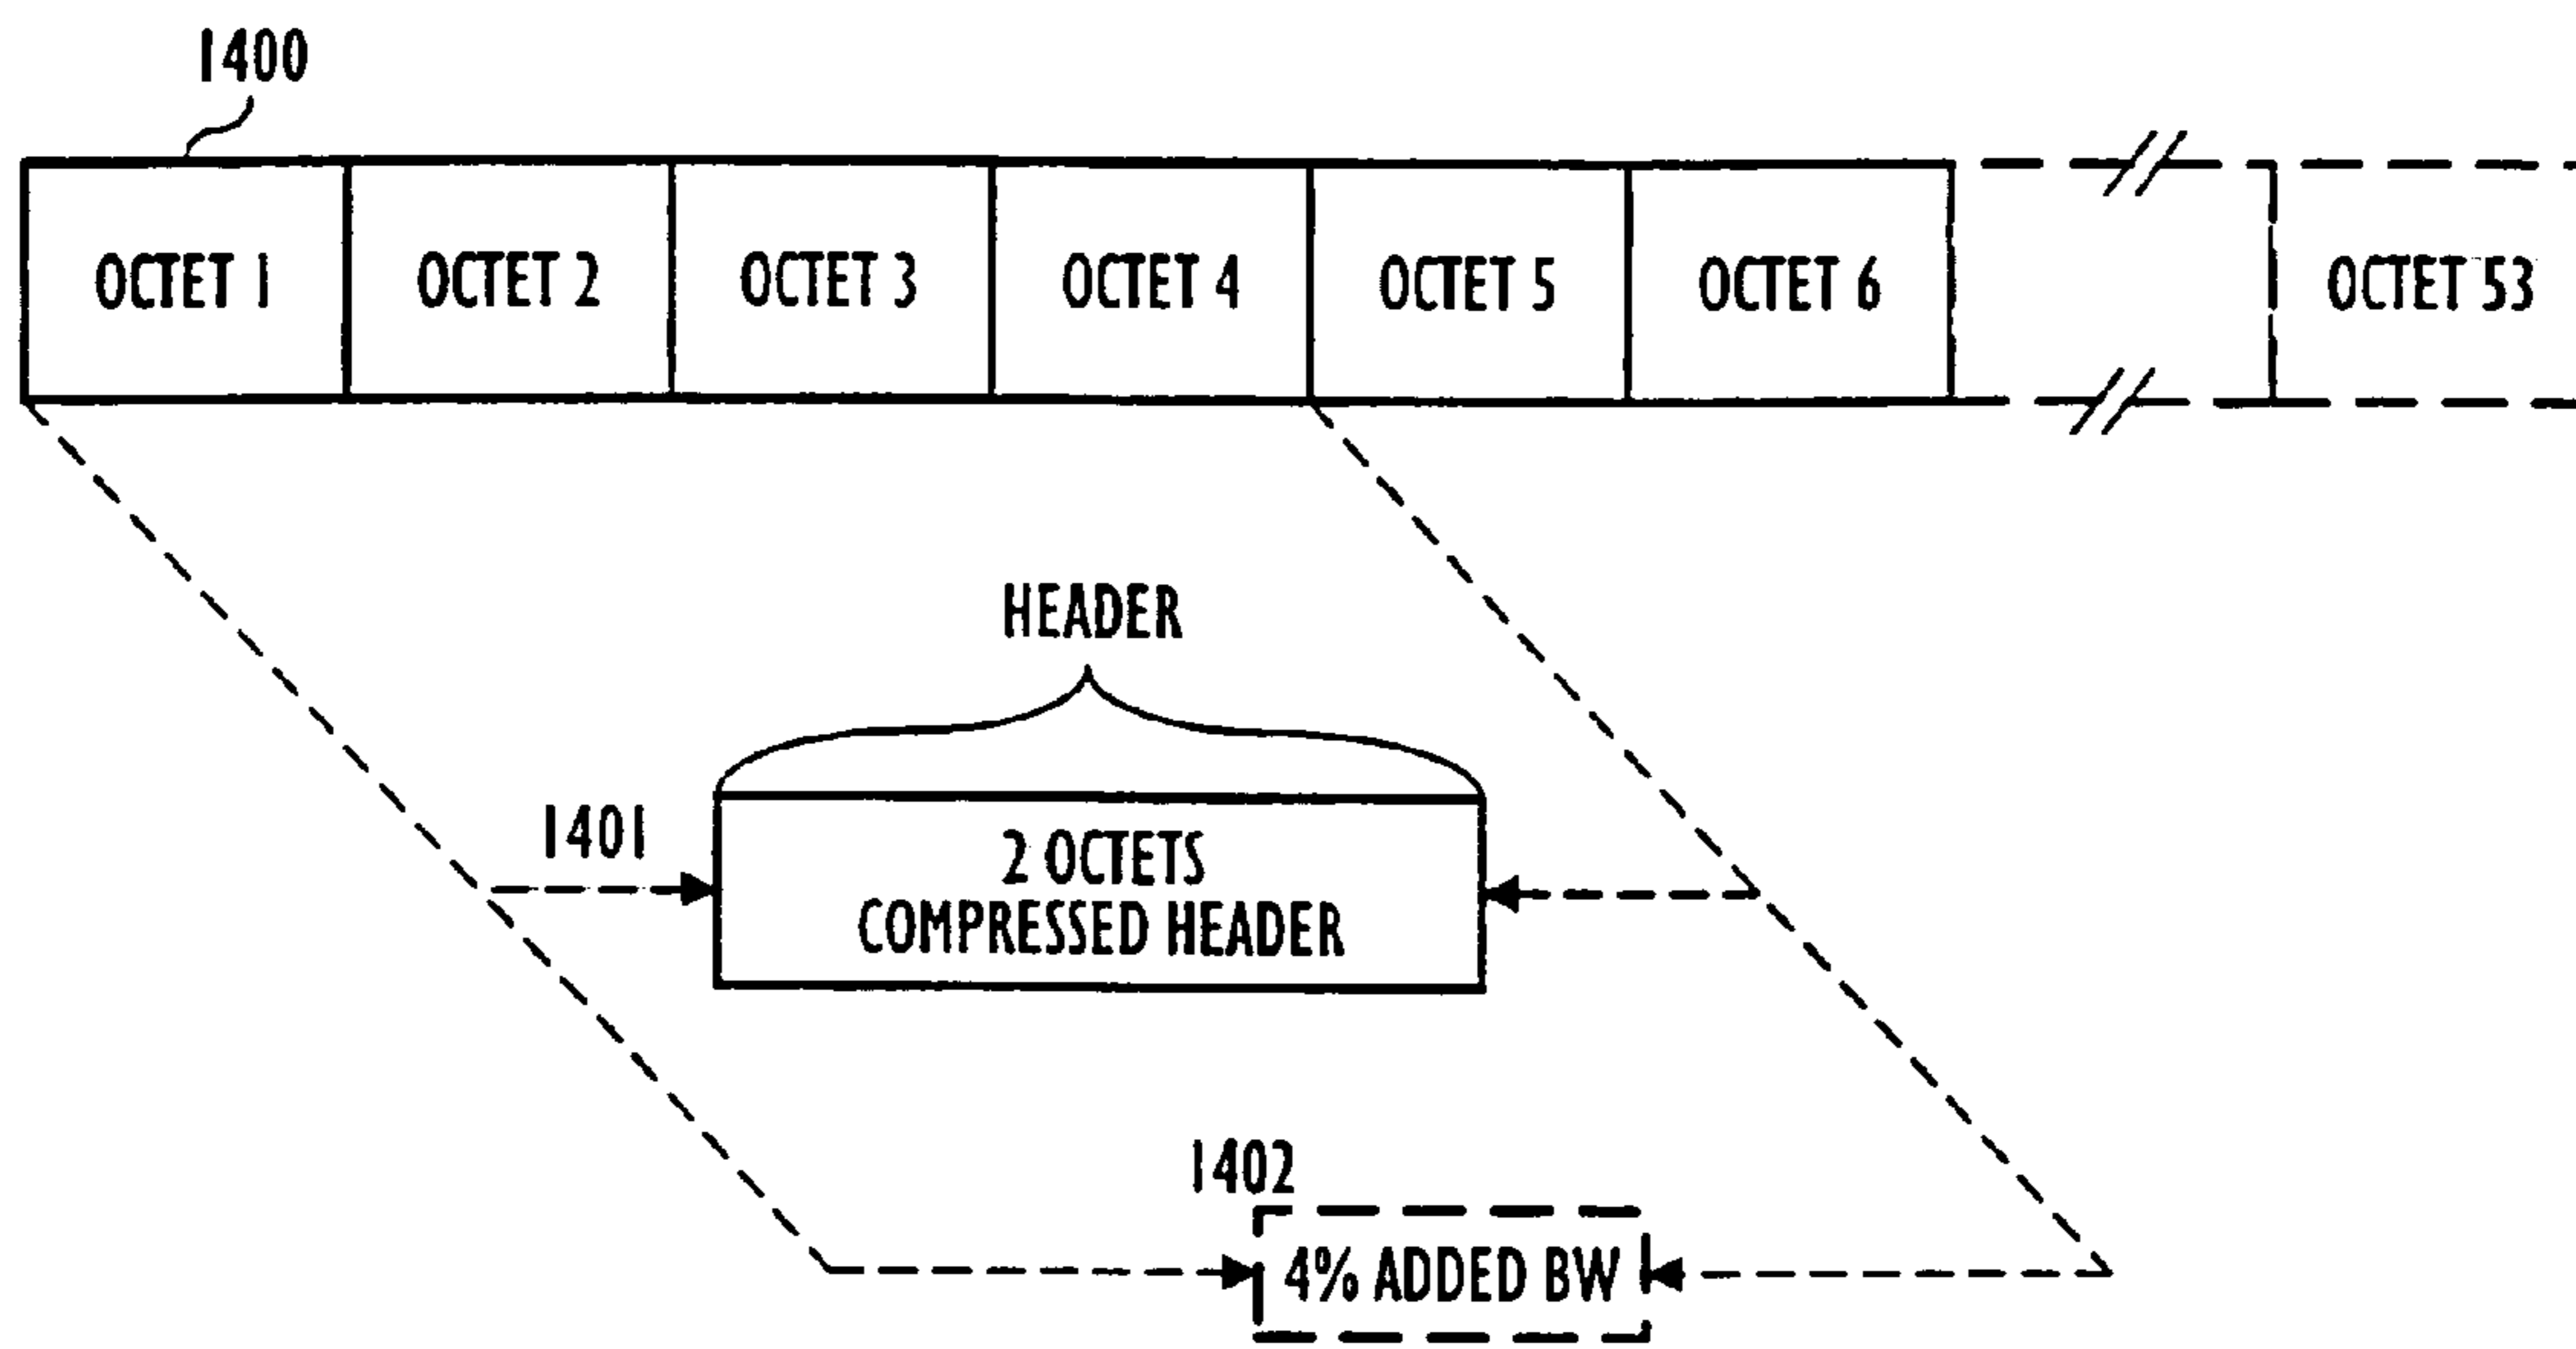 1400
OCTET 1 OCTET 2 OCTET 3 OCTET 4 OCTET 5 OCTET 6 OCTET 53
HEADER
1401
2 OCTETS
COMPRESSED HEADER
1402
4% ADDED BW